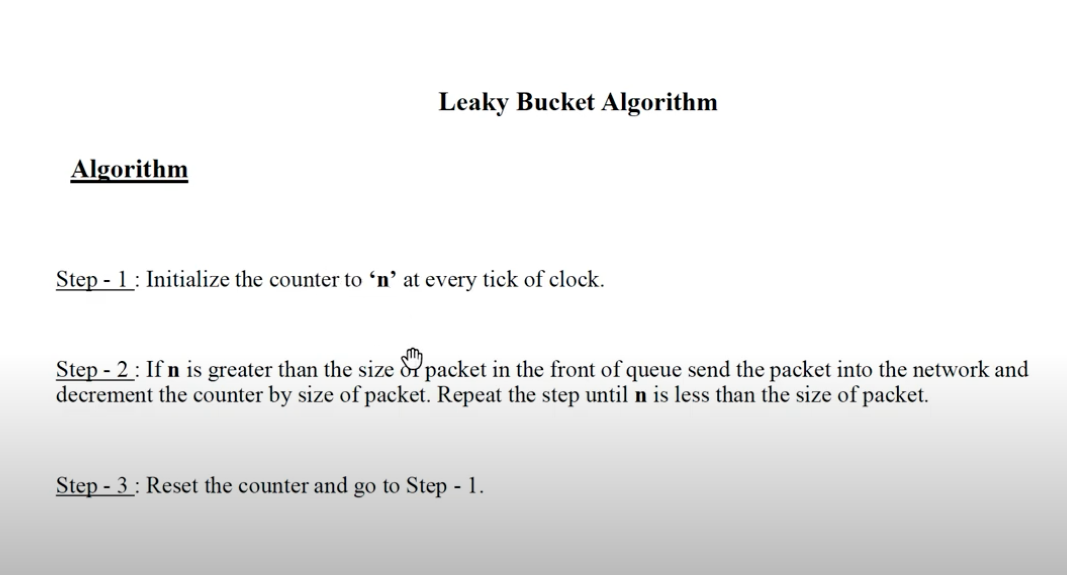 Leaky Bucket Algorithm
Algorithm
Step - 1 : Initialize the counter to ‘n’ at every tick of clock.
Step - 2 : If n is greater than the size of packet in the front of queue send the packet into the network and
decrement the counter by size of packet. Repeat the step until n is less than the size of packet.
Step - 3 : Reset the counter and go to Step - 1.